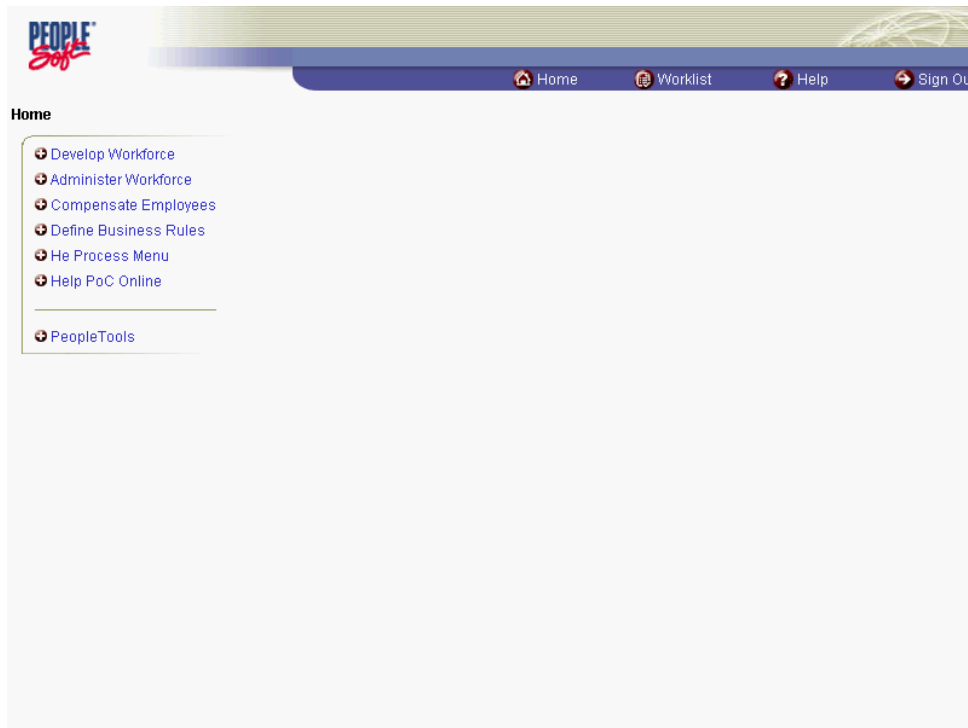 PEOPLE
Soft
Home Worklist Help Sign Ou
Home
Develop Workforce
Administer Workforce
Compensate Employees
Define Business Rules
He Process Menu
Help PoC Online
PeopleTools